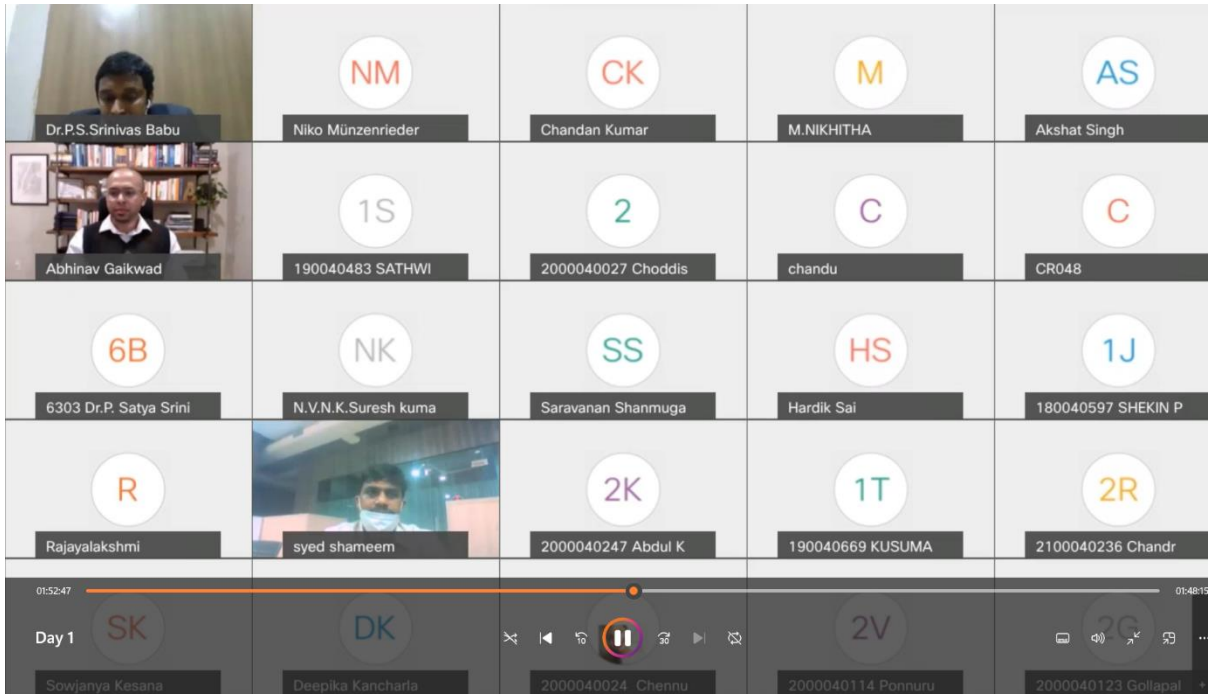 Dr.P.S.Srinivas Babu
NM
Niko Münzenrieder
CK
Chandan Kumar
M
M.NIKHITHA
AS
Akshat Singh
Abhinav Gaikwad
1S
190040483 SATHWI
2
2000040027 Choddis
C
chandu
C
CR048
6B
6303 Dr.P. Satya Srini
NK
N.V.N.K.Suresh kuma
SS
Saravanan Shanmuga
HS
Hardik Sai
1J
180040597 SHEKIN P
R
Rajayalakshmi
syed shameem
2K
2000040247 Abdul K
1T
190040669 KUSUMA
2R
2100040236 Chandr
01:52:47
01:48:15
Day 1
SK
Sowjanya Kesana
DK
Deepika Kancharla
10
30
2000040024 Chennu
2V
2000040114 Ponnuru
2G
2000040123 Gollapal